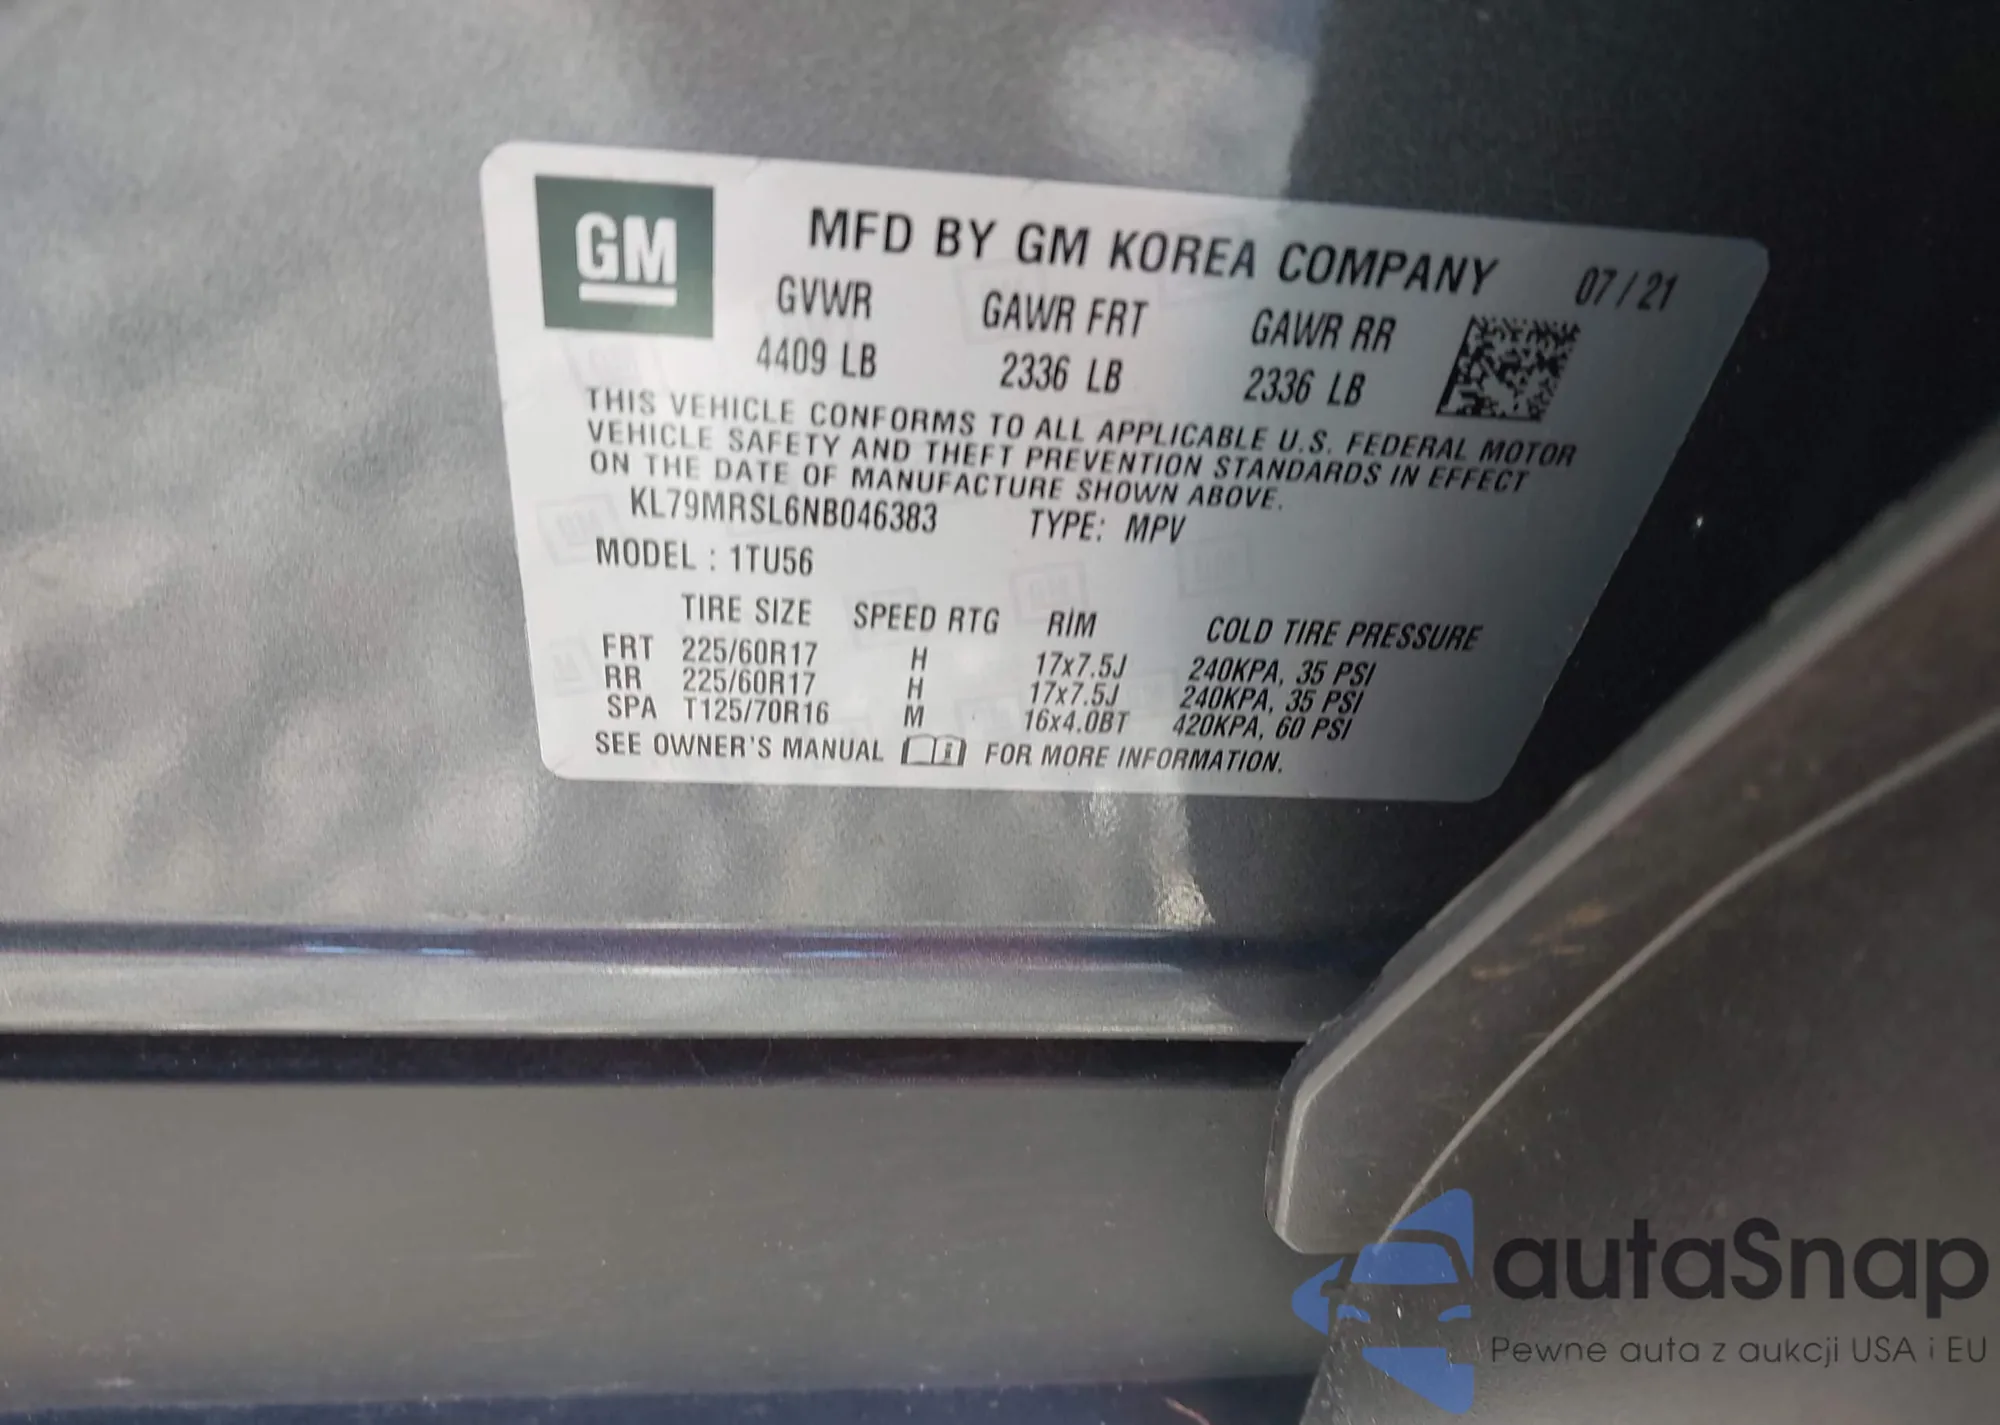 GM
MFD BY GM KOREA COMPANY 07/21
GVWR GAWR FRT GAWR RR
4409 LB 2336 LB 2336 LB
THIS VEHICLE CONFORMS TO ALL APPLICABLE U.S. FEDERAL MOTOR
VEHICLE SAFETY AND THEFT PREVENTION STANDARDS IN EFFECT
ON THE DATE OF MANUFACTURE SHOWN ABOVE.
KL79MRSL6NB046383 TYPE: MPV
MODEL : 1TU56
TIRE SIZE SPEED RTG RIM COLD TIRE PRESSURE
FRT 225/60R17 H 17x7.5J 240KPA, 35 PSI
RR 225/60R17 H 17x7.5J 240KPA, 35 PSI
SPA T125/70R16 M 16x4.0BT 420KPA, 60 PSI
SEE OWNER'S MANUAL FOR MORE INFORMATION.
autaSnap
Pewne auta z aukcji USA i EU